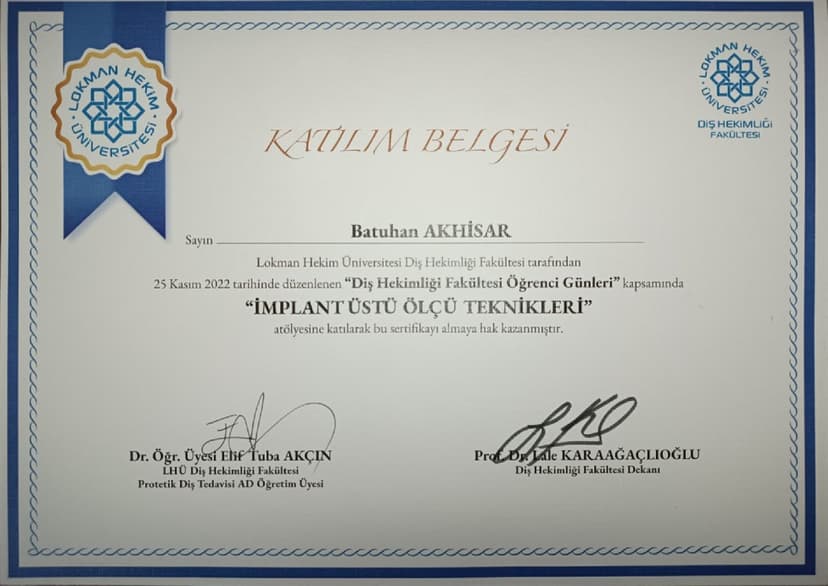 LOKMAN HEKİM ÜNİVERSİTESİ
LOKMAN HEKİM ÜNİVERSİTESİ
DİŞ HEKİMLİĞİ
FAKÜLTESİ
KATILIM BELGESİ
Sayın Batuhan AKHİSAR
Lokman Hekim Üniversitesi Diş Hekimliği Fakültesi tarafından
25 Kasım 2022 tarihinde düzenlenen “Diş Hekimliği Fakültesi Öğrenci Günleri” kapsamında
“İMPLANT ÜSTÜ ÖLÇÜ TEKNİKLERİ”
atölyesine katılarak bu sertifikayı almaya hak kazanmıştır.
Dr. Öğr. Üyesi Elif Tuba AKÇIN
LHÜ Diş Hekimliği Fakültesi
Protetik Diş Tedavisi AD Öğretim Üyesi
Prof. Dr. Lale KARAAĞAÇLIOĞLU
Diş Hekimliği Fakültesi Dekanı